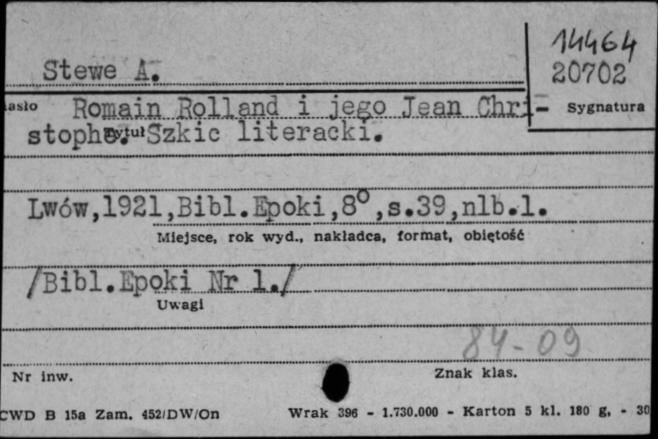 14464
Stewe A.
20702
asło Romain Rolland i jego Jean Chri- Sygnatura
stophe. Tytuł Szkic literacki.
Lwów,1921,Bibl.Epoki,8°,s.39,nlb.1.
Miejsce, rok wyd., nakładca, format, objętość
/Bibl.Epoki Nr 1./
Uwagi
84-09
Nr inw.
Znak klas.
CWD B 15a Zam. 452/DW/On Wrak 396 - 1.730.000 - Karton 5 kl. 180 g, - 30